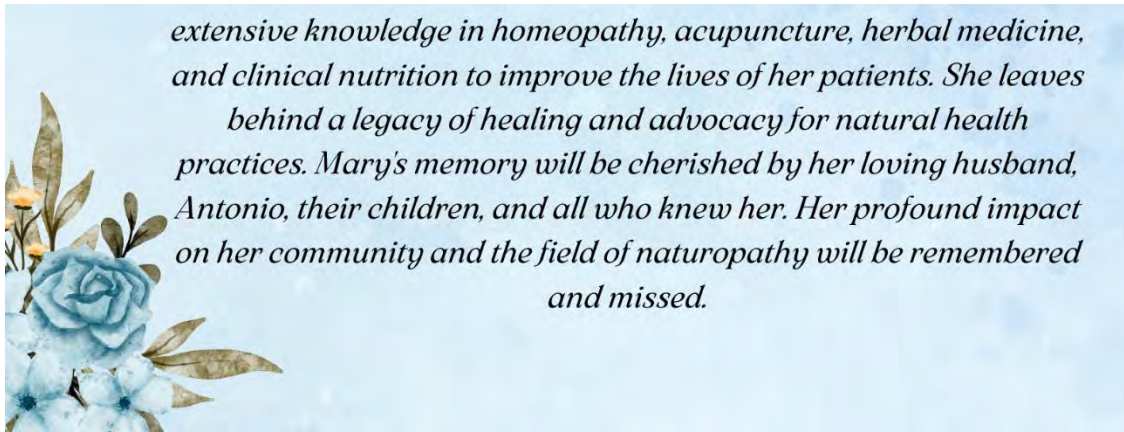 extensive knowledge in homeopathy, acupuncture, herbal medicine,
and clinical nutrition to improve the lives of her patients. She leaves
behind a legacy of healing and advocacy for natural health
practices. Mary's memory will be cherished by her loving husband,
Antonio, their children, and all who knew her. Her profound impact
on her community and the field of naturopathy will be remembered
and missed.